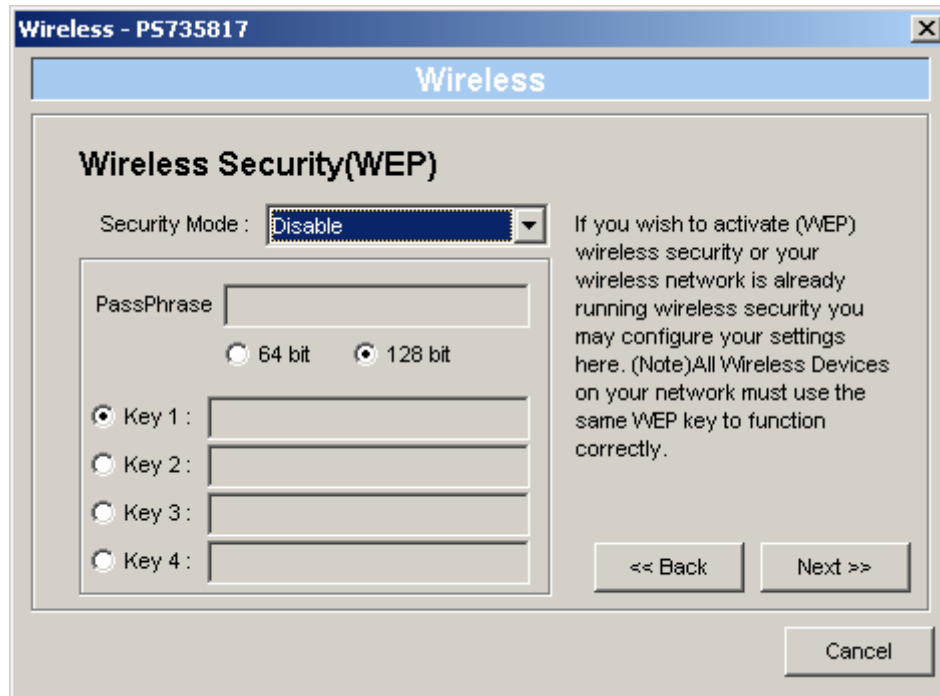 Wireless - PS735817
Wireless
Wireless Security(WEP)
Security Mode : Disable
PassPhrase
64 bit 128 bit
Key 1 :
Key 2 :
Key 3 :
Key 4 :
If you wish to activate (WEP)
wireless security or your
wireless network is already
running wireless security you
may configure your settings
here. (Note)All Wireless Devices
on your network must use the
same WEP key to function
correctly.
<< Back Next >>
Cancel